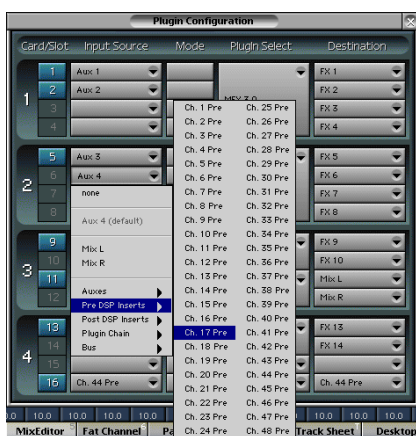 Plugin Configuration
Card/Slot Input Source Mode Plugin Select Destination
1
1 Aux 1 FX 1
2 Aux 2 FX 2
3 FX 3
4 FX 4
2
5 Aux 3 FX 5
6 Aux 4 FX 6
7 FX 7
8 FX 8
3
9 FX 9
10 FX 10
11 Mix L
12 Mix R
4
13 FX 13
14 FX 14
15
16 Ch. 44 Pre Ch. 44 Pre
none
Aux 4 (default)
Mix L
Mix R
Auxes
Pre DSP Inserts
Post DSP Inserts
Plugin Chain
Bus
Ch. 1 Pre Ch. 25 Pre
Ch. 2 Pre Ch. 26 Pre
Ch. 3 Pre Ch. 27 Pre
Ch. 4 Pre Ch. 28 Pre
Ch. 5 Pre Ch. 29 Pre
Ch. 6 Pre Ch. 30 Pre
Ch. 7 Pre Ch. 31 Pre
Ch. 8 Pre Ch. 32 Pre
Ch. 9 Pre Ch. 33 Pre
Ch. 10 Pre Ch. 34 Pre
Ch. 11 Pre Ch. 35 Pre
Ch. 12 Pre Ch. 36 Pre
Ch. 13 Pre Ch. 37 Pre
Ch. 14 Pre Ch. 38 Pre
Ch. 15 Pre Ch. 39 Pre
Ch. 16 Pre Ch. 40 Pre
Ch. 17 Pre Ch. 41 Pre
Ch. 18 Pre Ch. 42 Pre
Ch. 19 Pre Ch. 43 Pre
Ch. 20 Pre Ch. 44 Pre
Ch. 21 Pre Ch. 45 Pre
Ch. 22 Pre Ch. 46 Pre
Ch. 23 Pre Ch. 47 Pre
Ch. 24 Pre Ch. 48 Pre
10.0 10.0 10.0 10.0 10.0 10.0 10.0
MixEditor Fat Channel Track Sheet Desktop